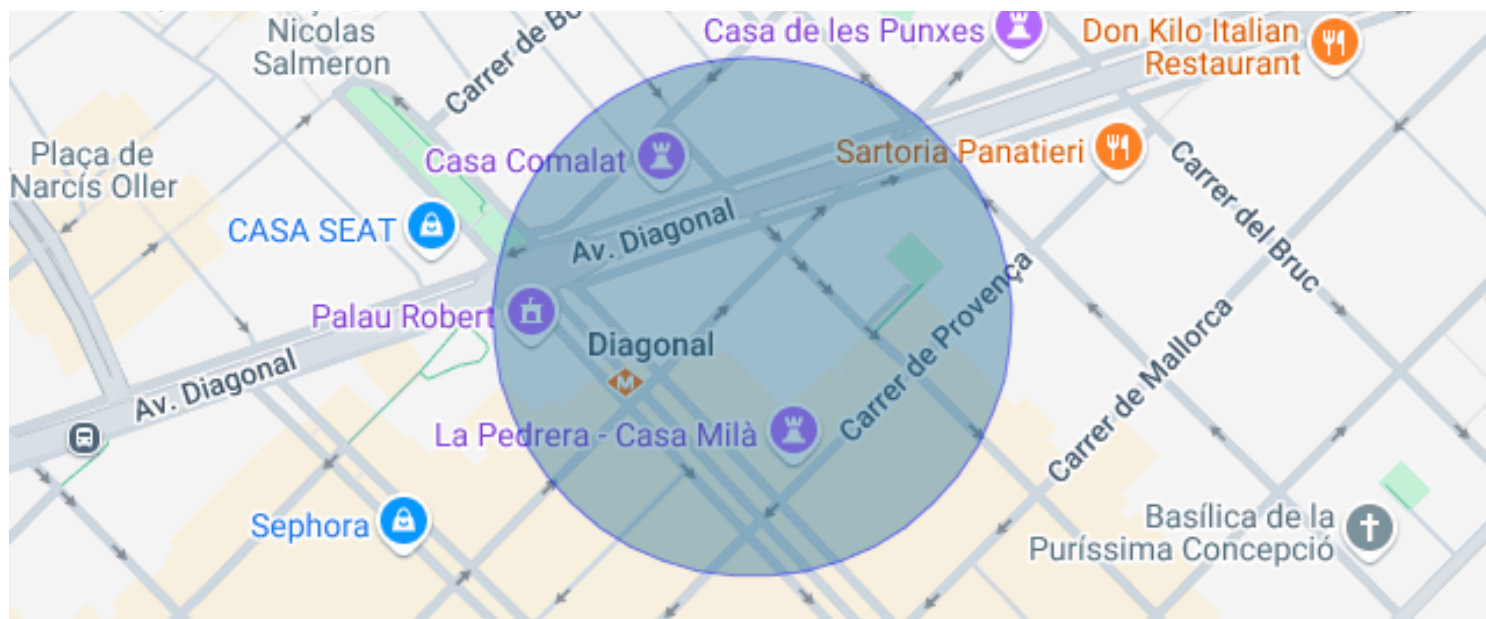 Nicolas
Salmeron
Carrer de Bo
Casa de les Punxes
Don Kilo Italian
Restaurant
Plaça de
Narcís Oller
Casa Comalat
Sartoria Panatieri
CASA SEAT
Av. Diagonal
Carrer del Bruc
Palau Robert
Diagonal
M
Carrer de Provença
Av. Diagonal
La Pedrera - Casa Milà
Carrer de Mallorca
Sephora
Basílica de la
Puríssima Concepció